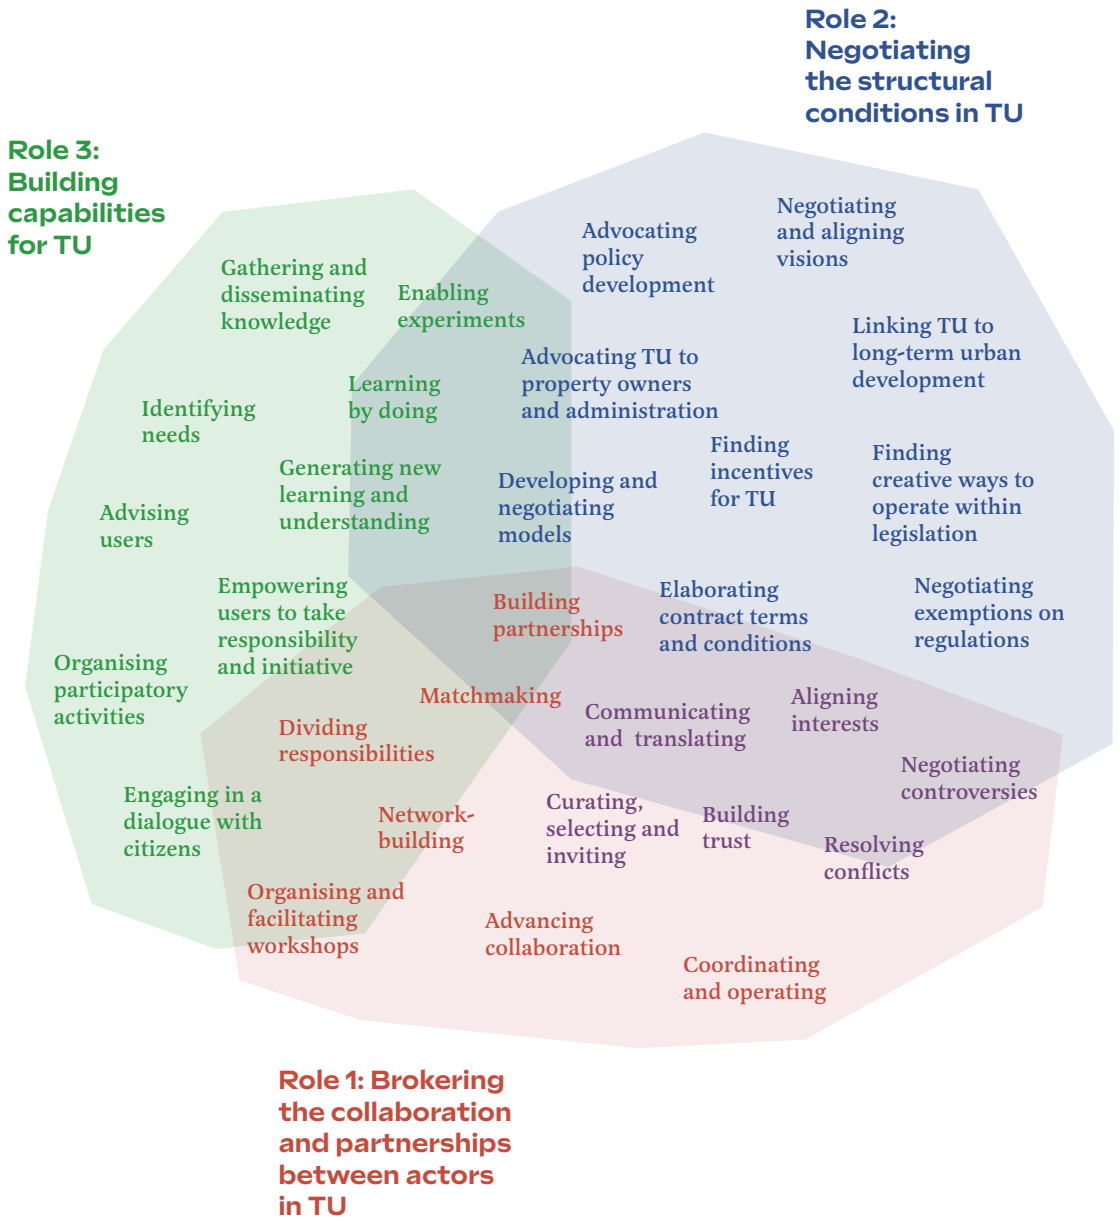 Role 2:
Negotiating
the structural
conditions in TU
Role 3:
Building
capabilities
for TU
Negotiating
and aligning
visions
Advocating
policy
development
Gathering and
disseminating
knowledge
Enabling
experiments
Linking TU to
long-term urban
development
Advocating TU to
property owners
and administration
Learning
by doing
Identifying
needs
Finding
incentives
for TU
Finding
creative ways to
operate within
legislation
Generating new
learning and
understanding
Developing and
negotiating
models
Advising
users
Empowering
users to take
responsibility
and initiative
Building
partnerships
Elaborating
contract terms
and conditions
Negotiating
exemptions on
regulations
Organising
participatory
activities
Matchmaking
Aligning
interests
Communicating
and translating
Dividing
responsibilities
Negotiating
controversies
Engaging in a
dialogue with
citizens
Curating,
selecting and
inviting
Network-
building
Building
trust
Resolving
conflicts
Organising and
facilitating
workshops
Advancing
collaboration
Coordinating
and operating
Role 1: Brokering
the collaboration
and partnerships
between actors
in TU